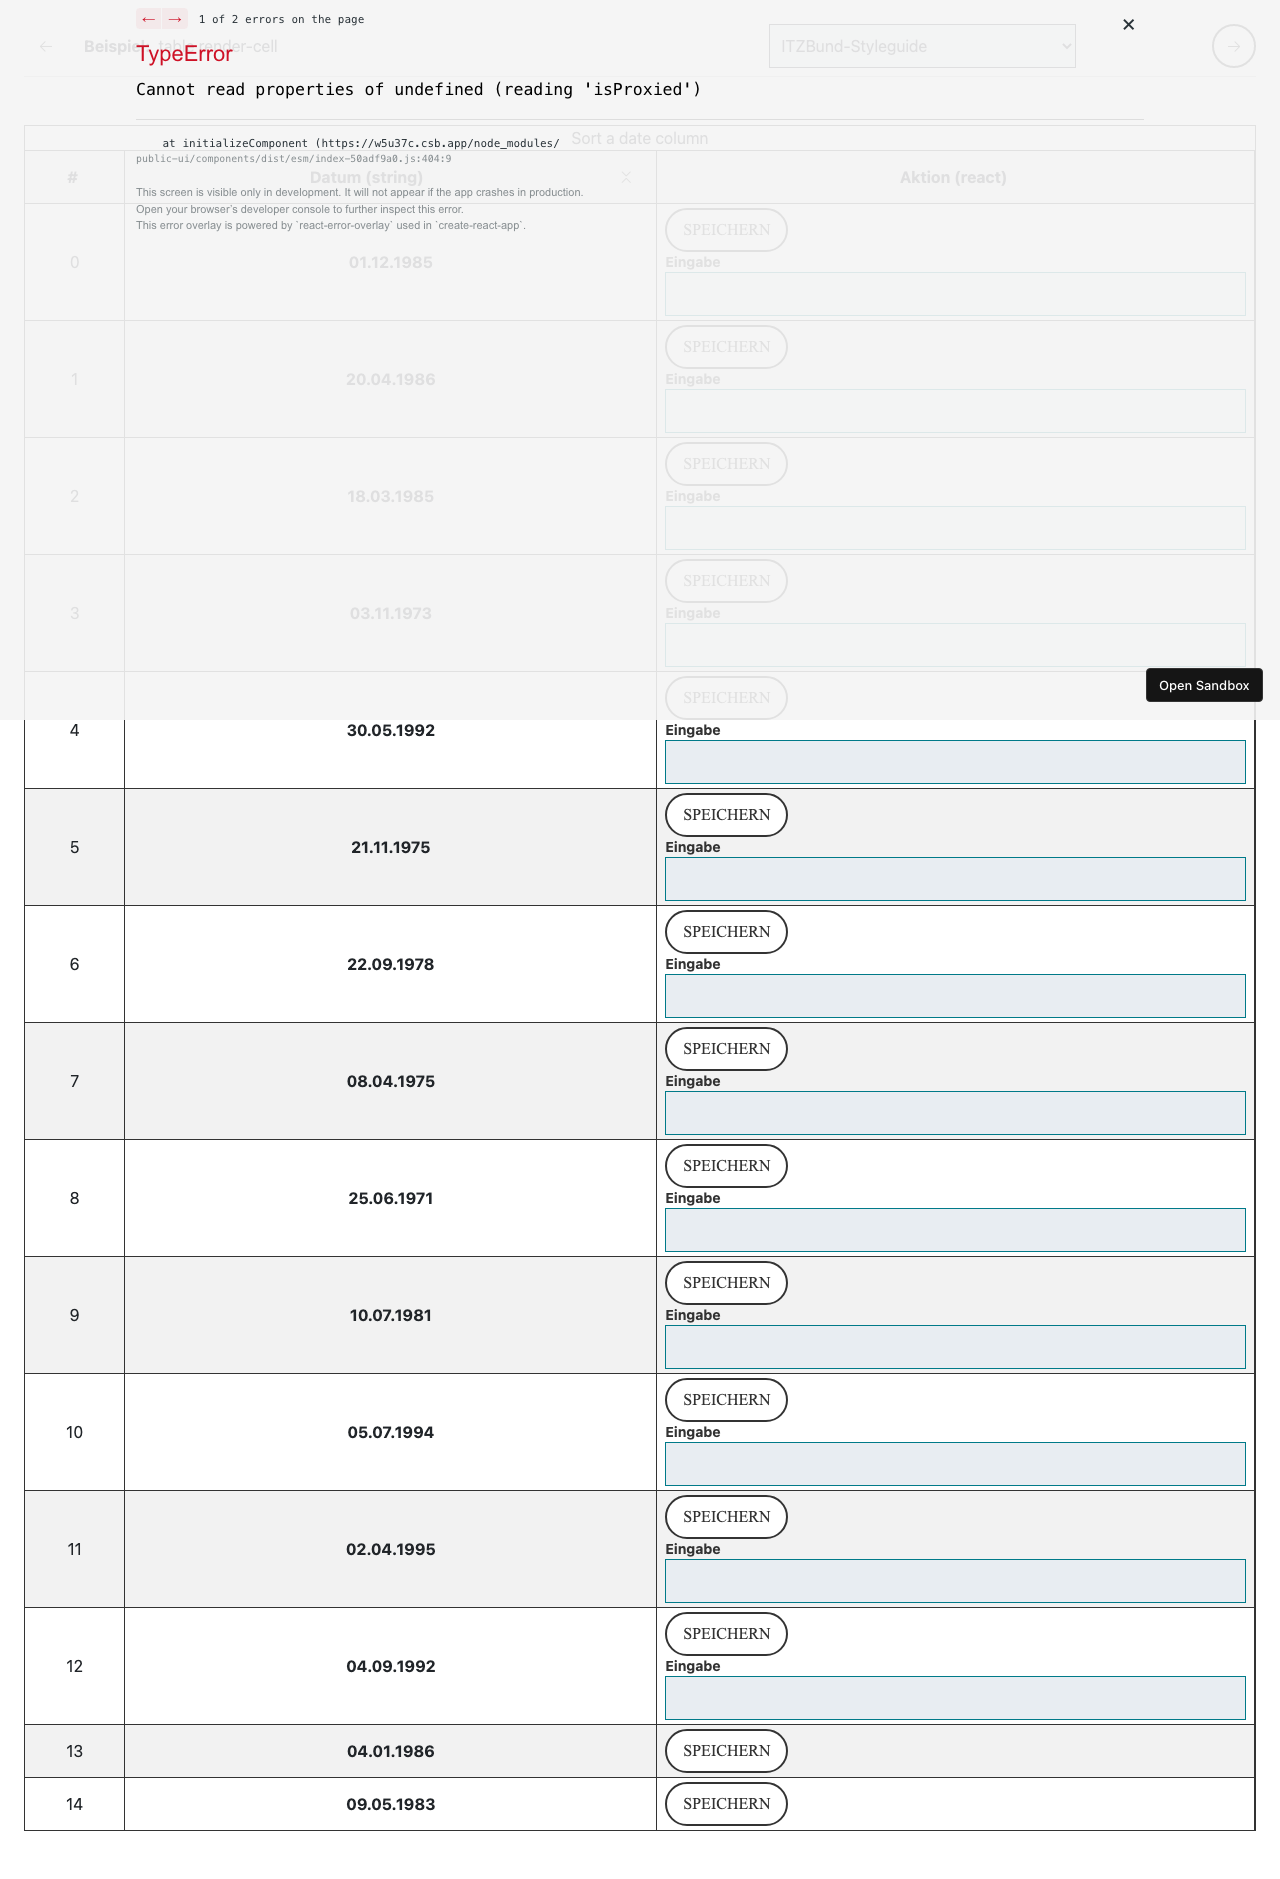 ← → 1 of 2 errors on the page ×
← Beispiel table render-cell ITZBund-Styleguide →
TypeError
Cannot read properties of undefined (reading 'isProxied')
Sort a date column
at initializeComponent (https://w5u37c.csb.app/node_modules/
public-ui/components/dist/esm/index-50adf9a0.js:404:9
# Datum (string) Aktion (react)
This screen is visible only in development. It will not appear if the app crashes in production.
Open your browser's developer console to further inspect this error.
This error overlay is powered by `react-error-overlay` used in `create-react-app`.
SPEICHERN
0 01.12.1985 Eingabe
SPEICHERN
1 20.04.1986 Eingabe
SPEICHERN
2 18.03.1985 Eingabe
SPEICHERN
3 03.11.1973 Eingabe
Open Sandbox
SPEICHERN
4 30.05.1992 Eingabe
SPEICHERN
5 21.11.1975 Eingabe
SPEICHERN
6 22.09.1978 Eingabe
SPEICHERN
7 08.04.1975 Eingabe
SPEICHERN
8 25.06.1971 Eingabe
SPEICHERN
9 10.07.1981 Eingabe
SPEICHERN
10 05.07.1994 Eingabe
SPEICHERN
11 02.04.1995 Eingabe
SPEICHERN
12 04.09.1992 Eingabe
13 04.01.1986 SPEICHERN
14 09.05.1983 SPEICHERN